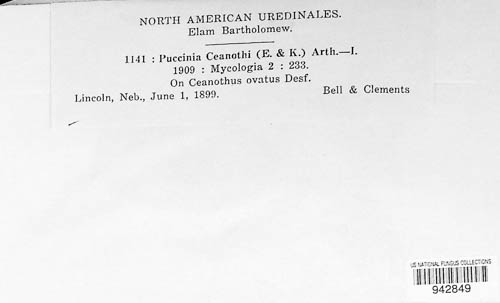 NORTH AMERICAN UREDINALES.
Elam Bartholomew.
1141 : Puccinia Ceanothi (E. & K.) Arth.—I.
1909 : Mycologia 2 : 233.
On Ceanothus ovatus Desf.
Lincoln, Neb., June 1, 1899. Bell & Clements
US NATIONAL FUNGUS COLLECTIONS
942849